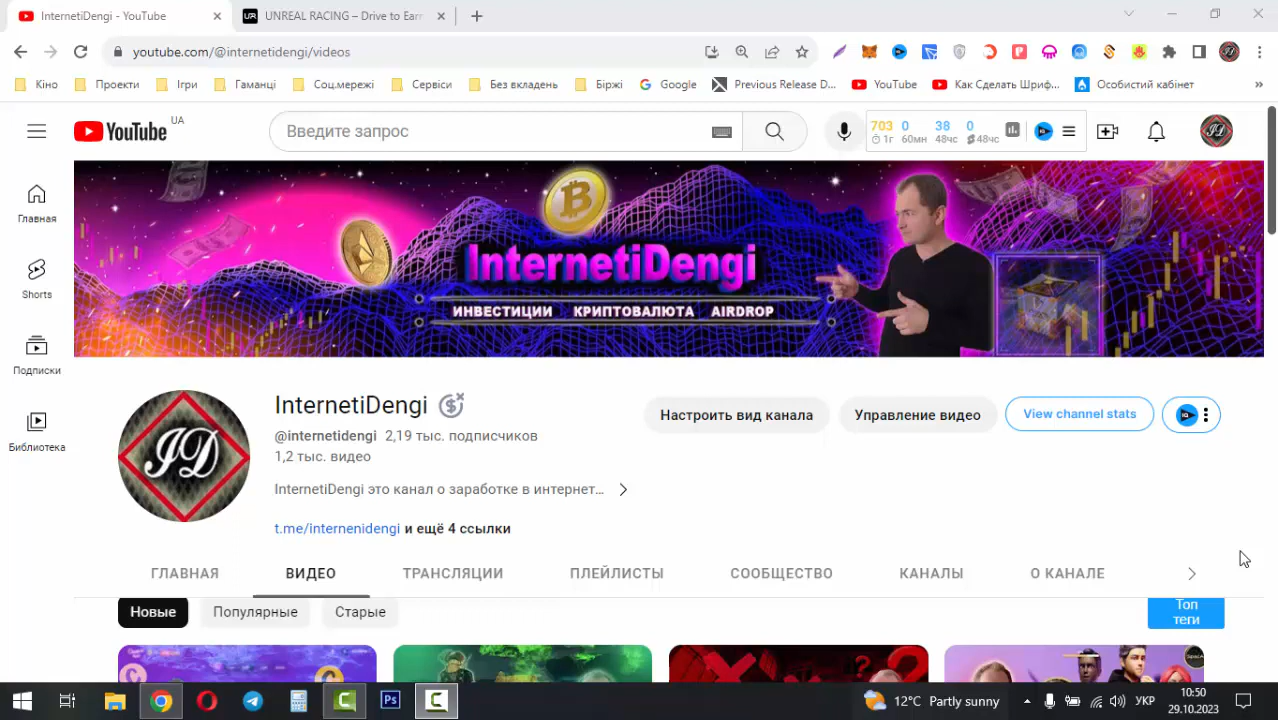 InternetiDengi - YouTube
UNREAL RACING – Drive to Earn
youtube.com/@internetidengi/videos
Кіно Проекти Ігри Гаманці Соц.мережі Сервіси Без вкладень Біржі Google Previous Release D... YouTube Как Сделать Шриф... Особистий кабінет »
YouTube UA
Введите запрос
703 0 38 0
1г 60мн 48чс 48чс
Главная
Shorts
Подписки
Библиотека
InternetiDengi
ИНВЕСТИЦИИ КРИПТОВАЛЮТА AIRDROP
JD
InternetiDengi
@internetidengi 2,19 тыс. подписчиков
1,2 тыс. видео
InternetiDengi это канал о заработке в интернет...
t.me/internenidengi и ещё 4 ссылки
Настроить вид канала
Управление видео
View channel stats
IQ
ГЛАВНАЯ ВИДЕО ТРАНСЛЯЦИИ ПЛЕЙЛИСТЫ СООБЩЕСТВО КАНАЛЫ О КАНАЛЕ
Новые Популярные Старые
Топ
теги
Ps
12°C Partly sunny
УКР
10:50
29.10.2023